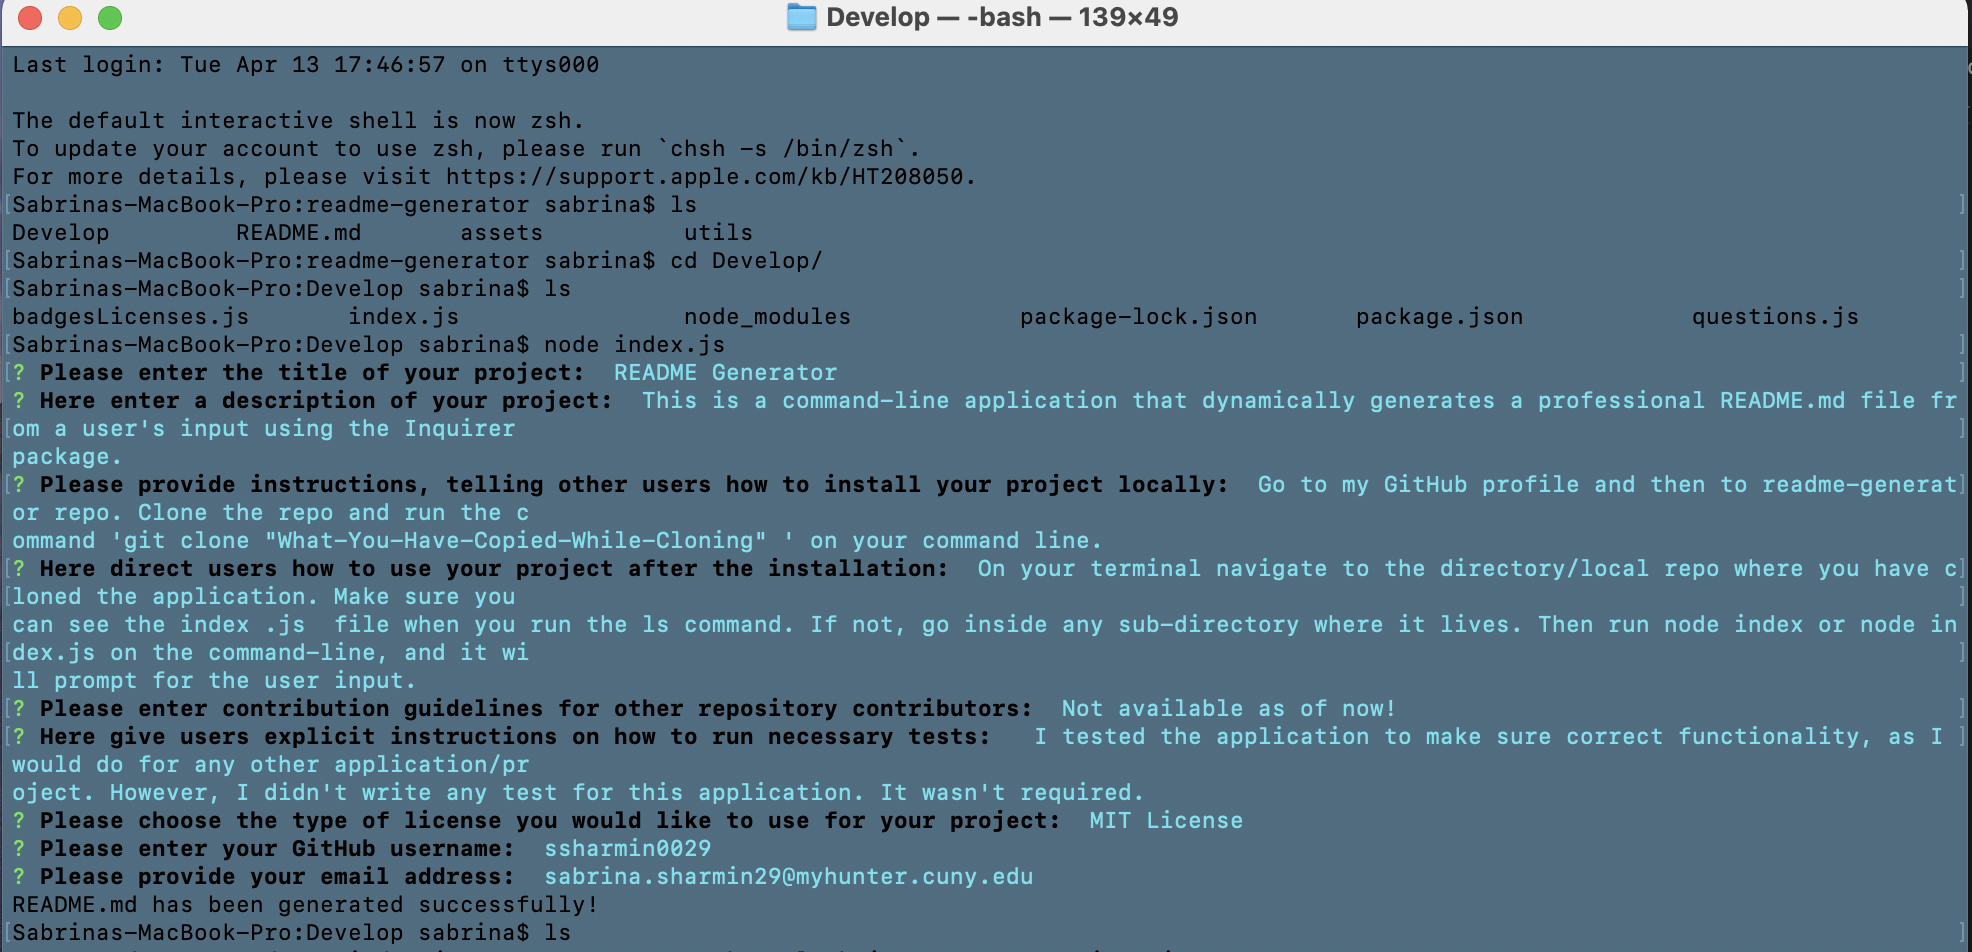 Develop — -bash — 139×49
Last login: Tue Apr 13 17:46:57 on ttys000
The default interactive shell is now zsh.
To update your account to use zsh, please run `chsh -s /bin/zsh`.
For more details, please visit https://support.apple.com/kb/HT208050.
[Sabrinas-MacBook-Pro:readme-generator sabrina$ ls ]
Develop README.md assets utils
[Sabrinas-MacBook-Pro:readme-generator sabrina$ cd Develop/ ]
[Sabrinas-MacBook-Pro:Develop sabrina$ ls ]
badgesLicenses.js index.js node_modules package-lock.json package.json questions.js
[Sabrinas-MacBook-Pro:Develop sabrina$ node index.js ]
[? Please enter the title of your project: README Generator ]
? Here enter a description of your project: This is a command-line application that dynamically generates a professional README.md file fr
[om a user's input using the Inquirer ]
package.
[? Please provide instructions, telling other users how to install your project locally: Go to my GitHub profile and then to readme-generat]
or repo. Clone the repo and run the c
ommand 'git clone "What-You-Have-Copied-While-Cloning" ' on your command line.
[? Here direct users how to use your project after the installation: On your terminal navigate to the directory/local repo where you have c]
[loned the application. Make sure you ]
can see the index .js file when you run the ls command. If not, go inside any sub-directory where it lives. Then run node index or node in
[dex.js on the command-line, and it wi ]
ll prompt for the user input.
[? Please enter contribution guidelines for other repository contributors: Not available as of now! ]
[? Here give users explicit instructions on how to run necessary tests: I tested the application to make sure correct functionality, as I ]
would do for any other application/pr
oject. However, I didn't write any test for this application. It wasn't required.
? Please choose the type of license you would like to use for your project: MIT License
? Please enter your GitHub username: ssharmin0029
? Please provide your email address: sabrina.sharmin29@myhunter.cuny.edu
README.md has been generated successfully!
[Sabrinas-MacBook-Pro:Develop sabrina$ ls ]